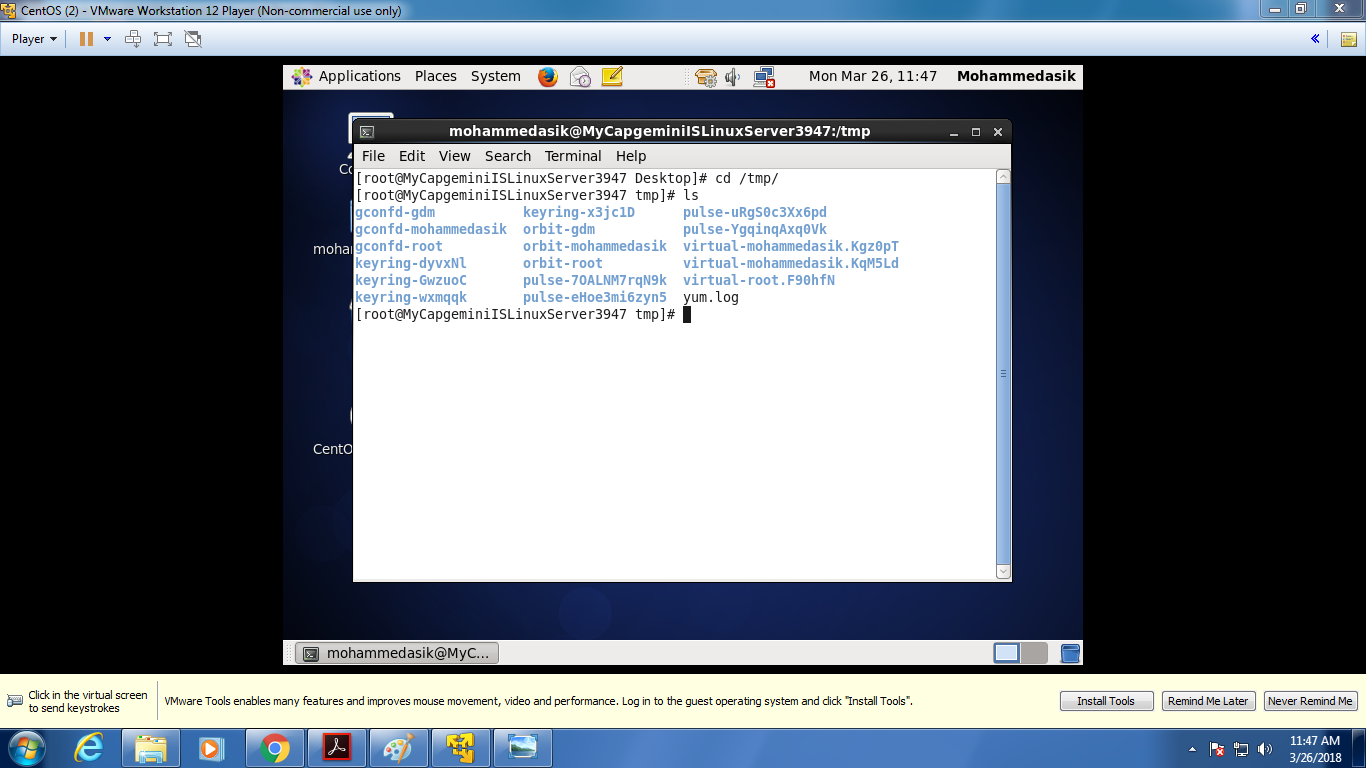 CentOS (2) - VMware Workstation 12 Player (Non-commercial use only)
Player
Applications Places System Mon Mar 26, 11:47 Mohammedasik
mohammedasik@MyCapgeminiISLinuxServer3947:/tmp
File Edit View Search Terminal Help
[root@MyCapgeminiISLinuxServer3947 Desktop]# cd /tmp/
[root@MyCapgeminiISLinuxServer3947 tmp]# ls
gconfd-gdm keyring-x3jc1D pulse-uRgS0c3Xx6pd
gconfd-mohammedasik orbit-gdm pulse-YgqinqAxq0Vk
gconfd-root orbit-mohammedasik virtual-mohammedasik.Kgz0pT
keyring-dyvxNl orbit-root virtual-mohammedasik.KqM5Ld
keyring-GwzuoC pulse-7OALNM7rqN9k virtual-root.F90hfN
keyring-wxmqqk pulse-eHoe3mi6zyn5 yum.log
[root@MyCapgeminiISLinuxServer3947 tmp]#
moha
CentO
mohammedasik@MyC...
Click in the virtual screen
to send keystrokes
VMware Tools enables many features and improves mouse movement, video and performance. Log in to the guest operating system and click "Install Tools".
Install Tools Remind Me Later Never Remind Me
11:47 AM
3/26/2018